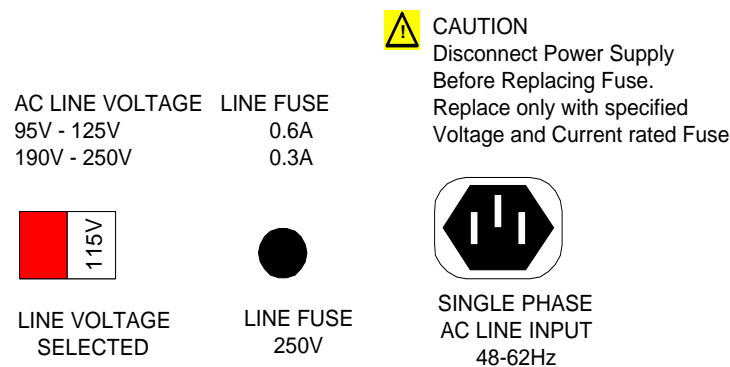 CAUTION
Disconnect Power Supply
Before Replacing Fuse.
Replace only with specified
Voltage and Current rated Fuse
AC LINE VOLTAGE LINE FUSE
95V - 125V 0.6A
190V - 250V 0.3A
115V
LINE VOLTAGE
SELECTED
LINE FUSE
250V
SINGLE PHASE
AC LINE INPUT
48-62Hz